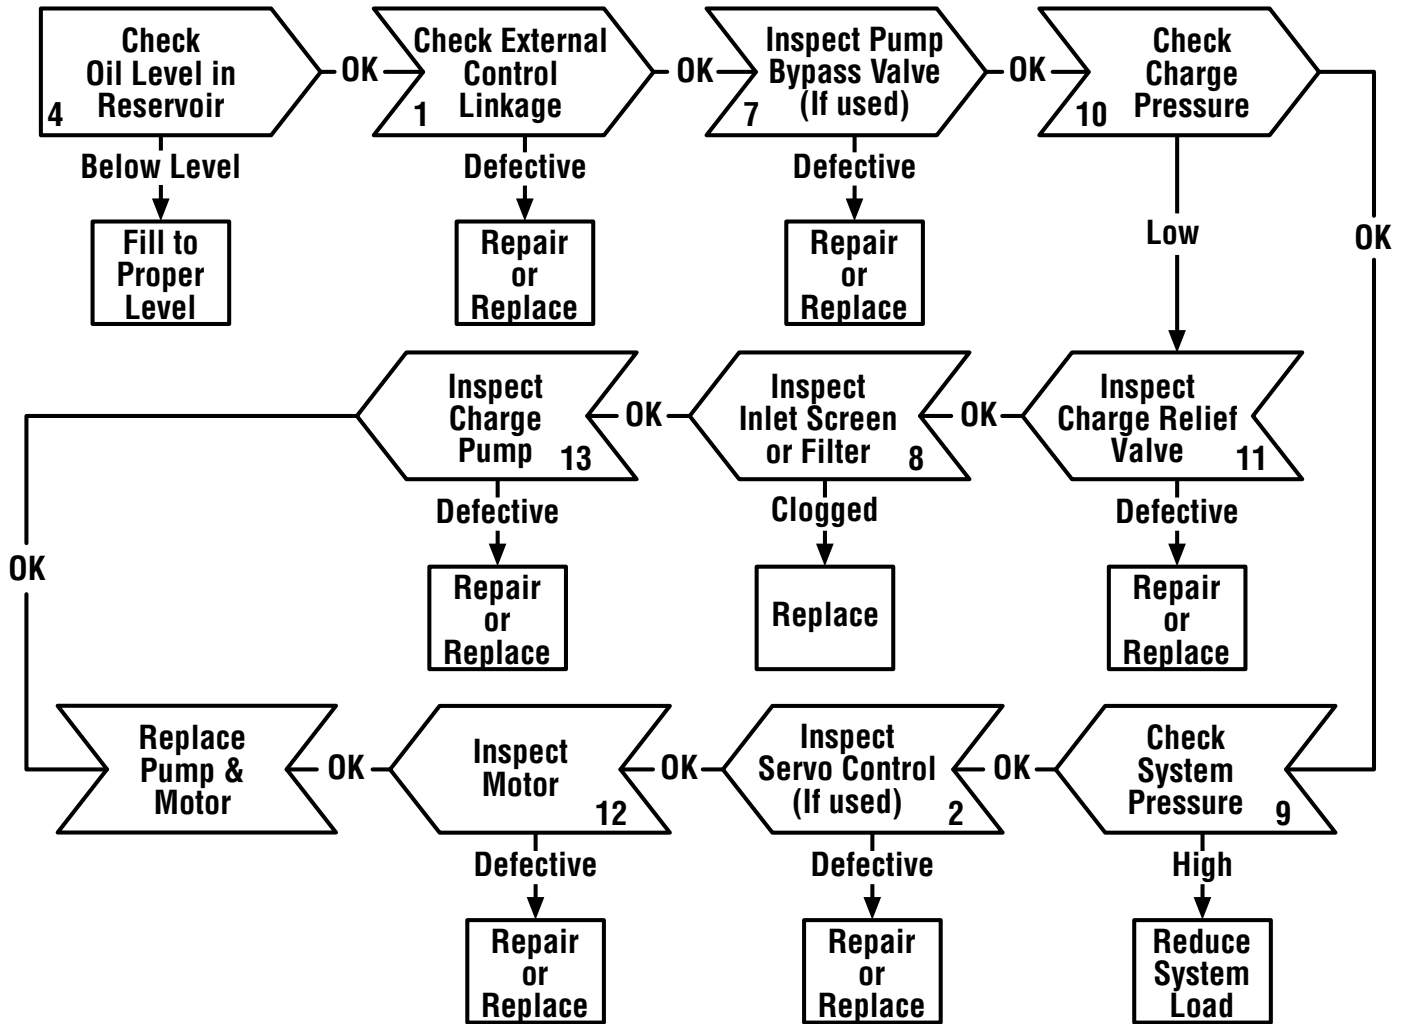 Check
Oil Level in
Reservoir
4
OK
Check External
Control
Linkage
1
OK
Inspect Pump
Bypass Valve
(If used)
7
OK
Check
Charge
Pressure
10
Below Level
Defective
Defective
Low
OK
Fill to
Proper
Level
Repair
or
Replace
Repair
or
Replace
Inspect
Charge Relief
Valve
11
OK
Inspect
Inlet Screen
or Filter
8
OK
Inspect
Charge
Pump
13
OK
Defective
Clogged
Defective
Repair
or
Replace
Replace
Repair
or
Replace
Check
System
Pressure
9
OK
Inspect
Servo Control
(If used)
2
OK
Inspect
Motor
12
OK
Replace
Pump &
Motor
Defective
Defective
High
Repair
or
Replace
Repair
or
Replace
Reduce
System
Load